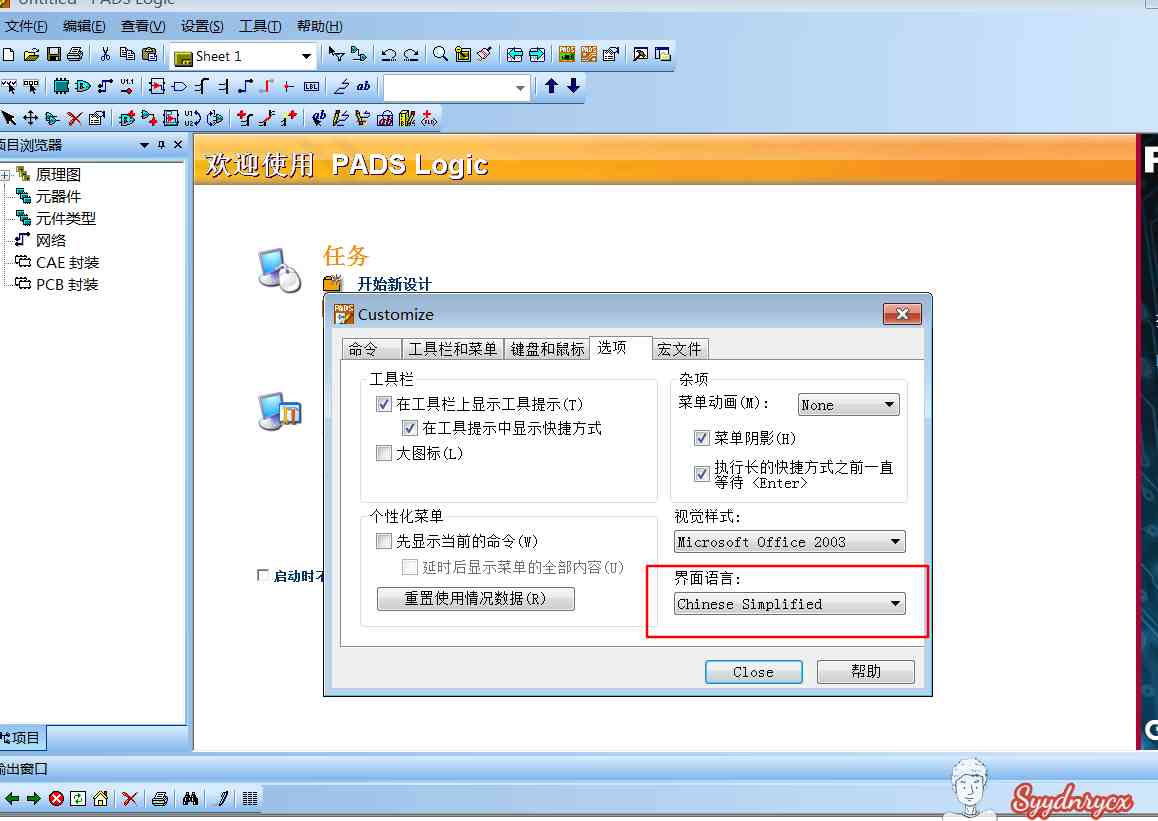 Untitled - PADS Logic
文件(F) 编辑(E) 查看(V) 设置(S) 工具(T) 帮助(H)
Sheet 1
项目浏览器
原理图
元器件
元件类型
网络
CAE 封装
PCB 封装
欢迎使用 PADS Logic
任务
开始新设计
启动时不
Customize
命令 工具栏和菜单 键盘和鼠标 选项 宏文件
工具栏
在工具栏上显示工具提示(T)
在工具提示中显示快捷方式
大图标(L)
个性化菜单
先显示当前的命令(W)
延时后显示菜单的全部内容(U)
重置使用情况数据(R)
杂项
菜单动画(M): None
菜单阴影(H)
执行长的快捷方式之前一直
等待 <Enter>
视觉样式:
Microsoft Office 2003
界面语言:
Chinese Simplified
Close 帮助
项目
输出窗口
Syydnrycx